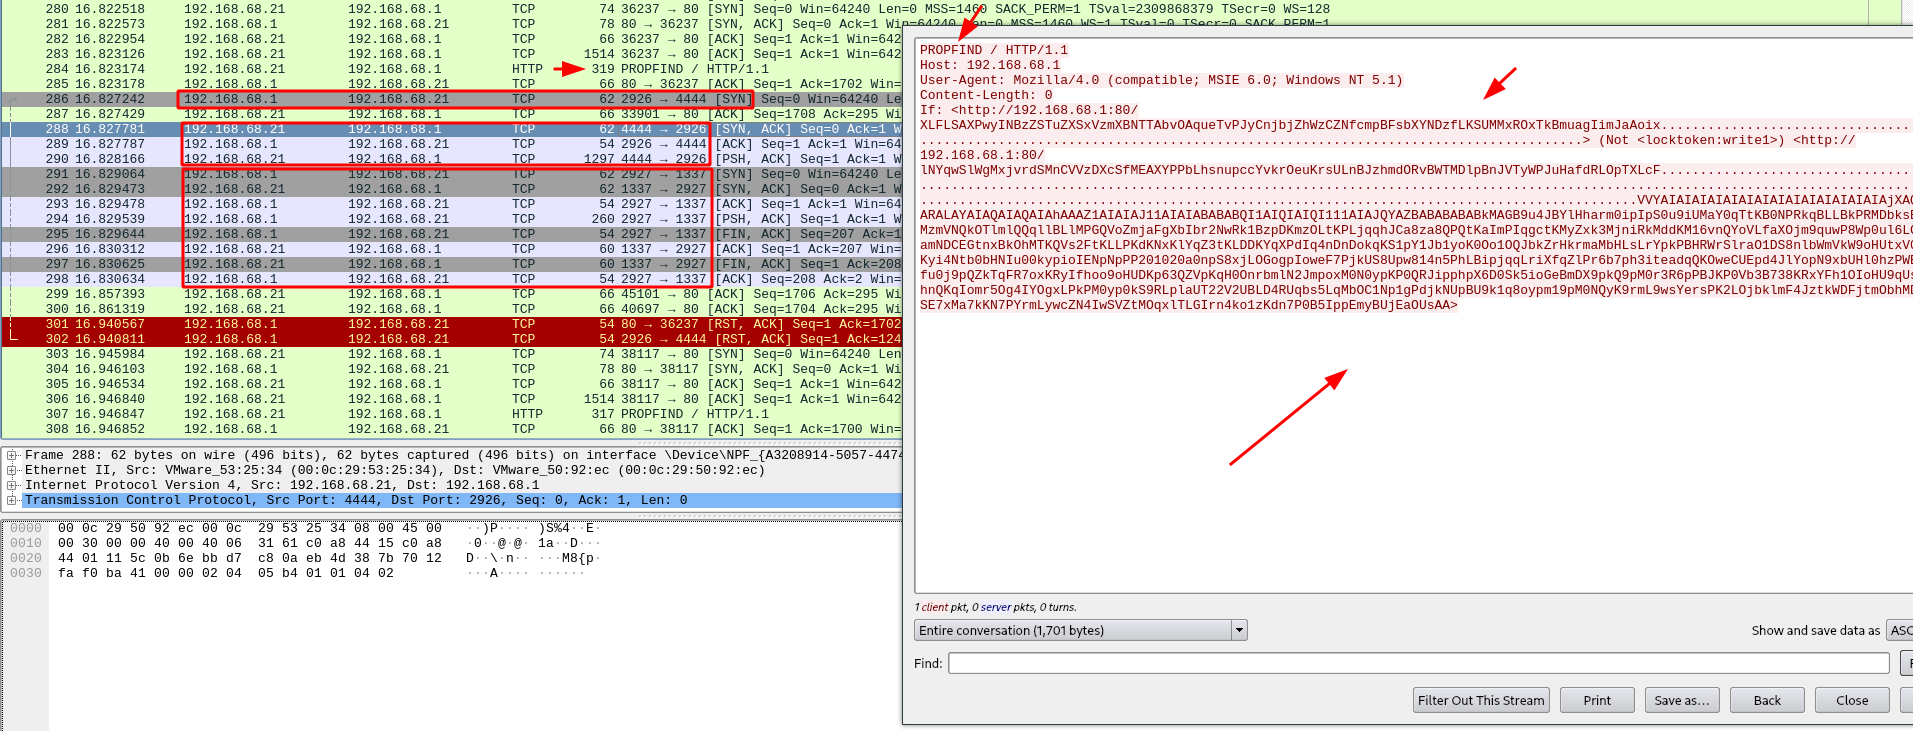 280 16.822518 192.168.68.21 192.168.68.1 TCP 74 36237 → 80 [SYN] Seq=0 Win=64240 Len=0 MSS=1460 SACK_PERM=1 TSval=2309868379 TSecr=0 WS=128
281 16.822573 192.168.68.1 192.168.68.21 TCP 78 80 → 36237 [SYN, ACK] Seq=0 Ack=1 Win=64240 Len=0 MSS=1460 WS=1 TSval=0 TSecr=0 SACK_PERM=1
282 16.822954 192.168.68.21 192.168.68.1 TCP 66 36237 → 80 [ACK] Seq=1 Ack=1 Win=642
283 16.823126 192.168.68.21 192.168.68.1 TCP 1514 36237 → 80 [ACK] Seq=1 Ack=1 Win=642
284 16.823174 192.168.68.21 192.168.68.1 HTTP 319 PROPFIND / HTTP/1.1
285 16.823178 192.168.68.1 192.168.68.21 TCP 66 80 → 36237 [ACK] Seq=1 Ack=1702 Win=
286 16.827242 192.168.68.1 192.168.68.21 TCP 62 2926 → 4444 [SYN] Seq=0 Win=64240 Le
287 16.827429 192.168.68.21 192.168.68.1 TCP 66 33901 → 80 [ACK] Seq=1708 Ack=295 Wi
288 16.827781 192.168.68.21 192.168.68.1 TCP 62 4444 → 2926 [SYN, ACK] Seq=0 Ack=1 W
289 16.827787 192.168.68.1 192.168.68.21 TCP 54 2926 → 4444 [ACK] Seq=1 Ack=1 Win=64
290 16.828166 192.168.68.21 192.168.68.1 TCP 1297 4444 → 2926 [PSH, ACK] Seq=1 Ack=1 W
291 16.829064 192.168.68.1 192.168.68.21 TCP 62 2927 → 1337 [SYN] Seq=0 Win=64240 Le
292 16.829473 192.168.68.21 192.168.68.1 TCP 62 1337 → 2927 [SYN, ACK] Seq=0 Ack=1 W
293 16.829478 192.168.68.1 192.168.68.21 TCP 54 2927 → 1337 [ACK] Seq=1 Ack=1 Win=64
294 16.829539 192.168.68.1 192.168.68.21 TCP 260 2927 → 1337 [PSH, ACK] Seq=1 Ack=1 W
295 16.829644 192.168.68.1 192.168.68.21 TCP 54 2927 → 1337 [FIN, ACK] Seq=207 Ack=1
296 16.830312 192.168.68.21 192.168.68.1 TCP 60 1337 → 2927 [ACK] Seq=1 Ack=207 Win=
297 16.830625 192.168.68.21 192.168.68.1 TCP 60 1337 → 2927 [FIN, ACK] Seq=1 Ack=208
298 16.830634 192.168.68.1 192.168.68.21 TCP 54 2927 → 1337 [ACK] Seq=208 Ack=2 Win=
299 16.857393 192.168.68.21 192.168.68.1 TCP 66 45101 → 80 [ACK] Seq=1706 Ack=295 Wi
300 16.861319 192.168.68.21 192.168.68.1 TCP 66 40697 → 80 [ACK] Seq=1704 Ack=295 Wi
301 16.940567 192.168.68.1 192.168.68.21 TCP 54 80 → 36237 [RST, ACK] Seq=1 Ack=1702
302 16.940811 192.168.68.1 192.168.68.21 TCP 54 2926 → 4444 [RST, ACK] Seq=1 Ack=124
303 16.945984 192.168.68.21 192.168.68.1 TCP 74 38117 → 80 [SYN] Seq=0 Win=64240 Len
304 16.946103 192.168.68.1 192.168.68.21 TCP 78 80 → 38117 [SYN, ACK] Seq=0 Ack=1 Wi
305 16.946534 192.168.68.21 192.168.68.1 TCP 66 38117 → 80 [ACK] Seq=1 Ack=1 Win=642
306 16.946840 192.168.68.21 192.168.68.1 TCP 1514 38117 → 80 [ACK] Seq=1 Ack=1 Win=642
307 16.946847 192.168.68.21 192.168.68.1 HTTP 317 PROPFIND / HTTP/1.1
308 16.946852 192.168.68.1 192.168.68.21 TCP 66 80 → 38117 [ACK] Seq=1 Ack=1700 Win=
Frame 288: 62 bytes on wire (496 bits), 62 bytes captured (496 bits) on interface \Device\NPF_{A3208914-5057-4474
Ethernet II, Src: VMware_53:25:34 (00:0c:29:53:25:34), Dst: VMware_50:92:ec (00:0c:29:50:92:ec)
Internet Protocol Version 4, Src: 192.168.68.21, Dst: 192.168.68.1
Transmission Control Protocol, Src Port: 4444, Dst Port: 2926, Seq: 0, Ack: 1, Len: 0
0000 00 0c 29 50 92 ec 00 0c 29 53 25 34 08 00 45 00 ··)P···· )S%4··E·
0010 00 30 00 00 40 00 40 06 31 61 c0 a8 44 15 c0 a8 ·0··@·@· 1a··D···
0020 44 01 11 5c 0b 6e bb d7 c8 0a eb 4d 38 7b 70 12 D··\·n·· ···M8{p·
0030 fa f0 ba 41 00 00 02 04 05 b4 01 01 04 02 ···A···· ······
PROPFIND / HTTP/1.1
Host: 192.168.68.1
User-Agent: Mozilla/4.0 (compatible; MSIE 6.0; Windows NT 5.1)
Content-Length: 0
If: <http://192.168.68.1:80/
> (Not <locktoken:write1>) <http://
192.168.68.1:80/
1 client pkt, 0 server pkts, 0 turns.
Entire conversation (1,701 bytes)
Show and save data as ASC
Find:
Filter Out This Stream
Print
Save as…
Back
Close